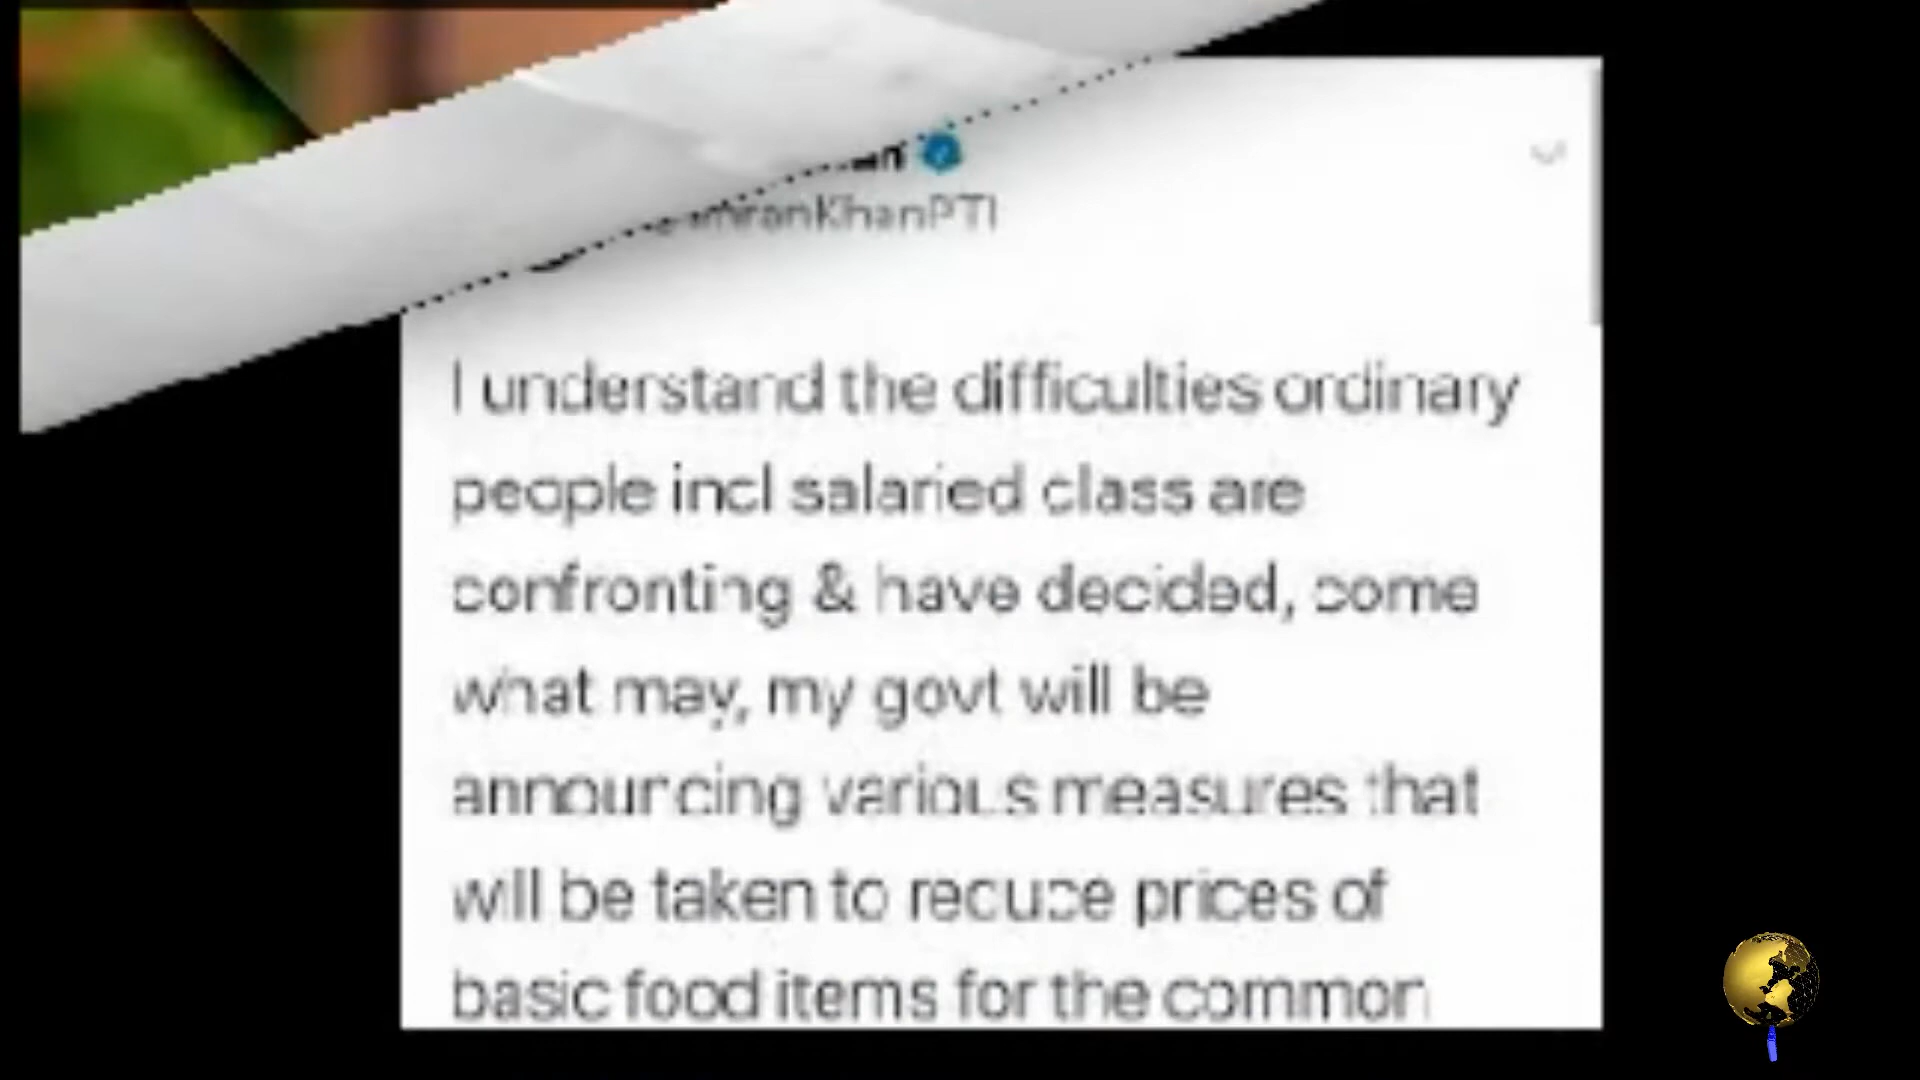 ImranKhanPTI
I understand the difficulties ordinary
people incl salaried class are
confronting & have decided, come
what may, my govt will be
announcing various measures that
will be taken to reduce prices of
basic food items for the common